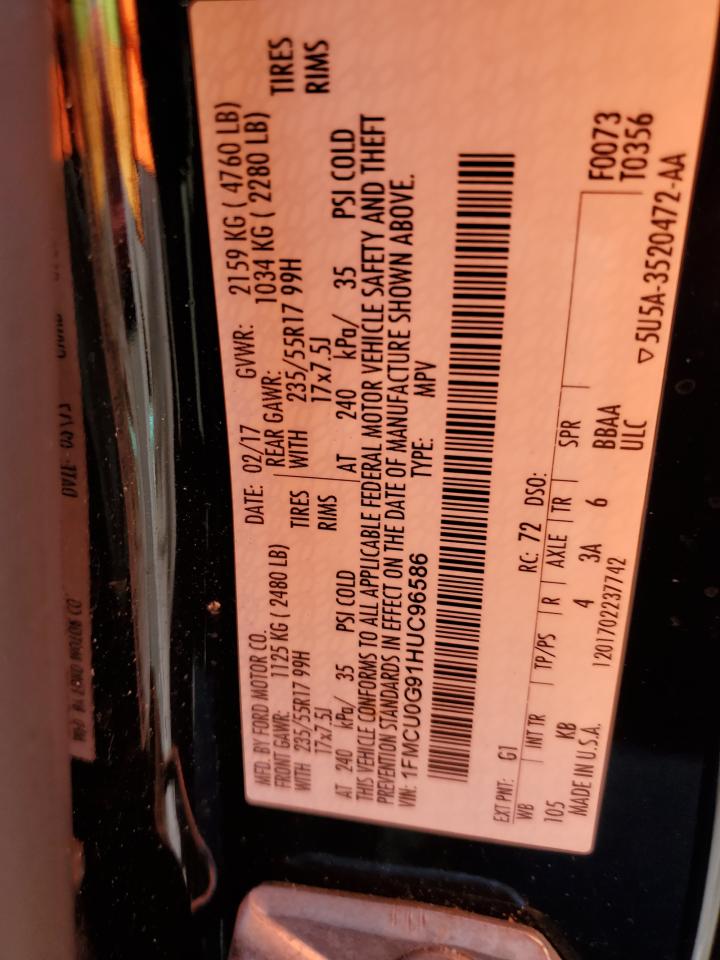 MFD. BY FORD MOTOR CO. DATE: 02/17 GVWR: 2159 KG ( 4760 LB)
FRONT GAWR: 1125 KG ( 2480 LB) REAR GAWR: 1034 KG ( 2280 LB)
WITH 235/55R17 99H TIRES WITH 235/55R17 99H TIRES
17x7.5J RIMS 17x7.5J RIMS
AT 240 kPa/ 35 PSI COLD AT 240 kPa/ 35 PSI COLD
THIS VEHICLE CONFORMS TO ALL APPLICABLE FEDERAL MOTOR VEHICLE SAFETY AND THEFT
PREVENTION STANDARDS IN EFFECT ON THE DATE OF MANUFACTURE SHOWN ABOVE.
VIN: 1FMCU0G91HUC96586 TYPE: MPV
EXT PNT: G1 RC: 72 DSO: F0073
WB INT TR TP/PS R AXLE TR SPR T0356
105 KB 4 3A 6 BBAA
MADE IN U.S.A. 1201702237742 ULC ▽5U5A-3520472-AA